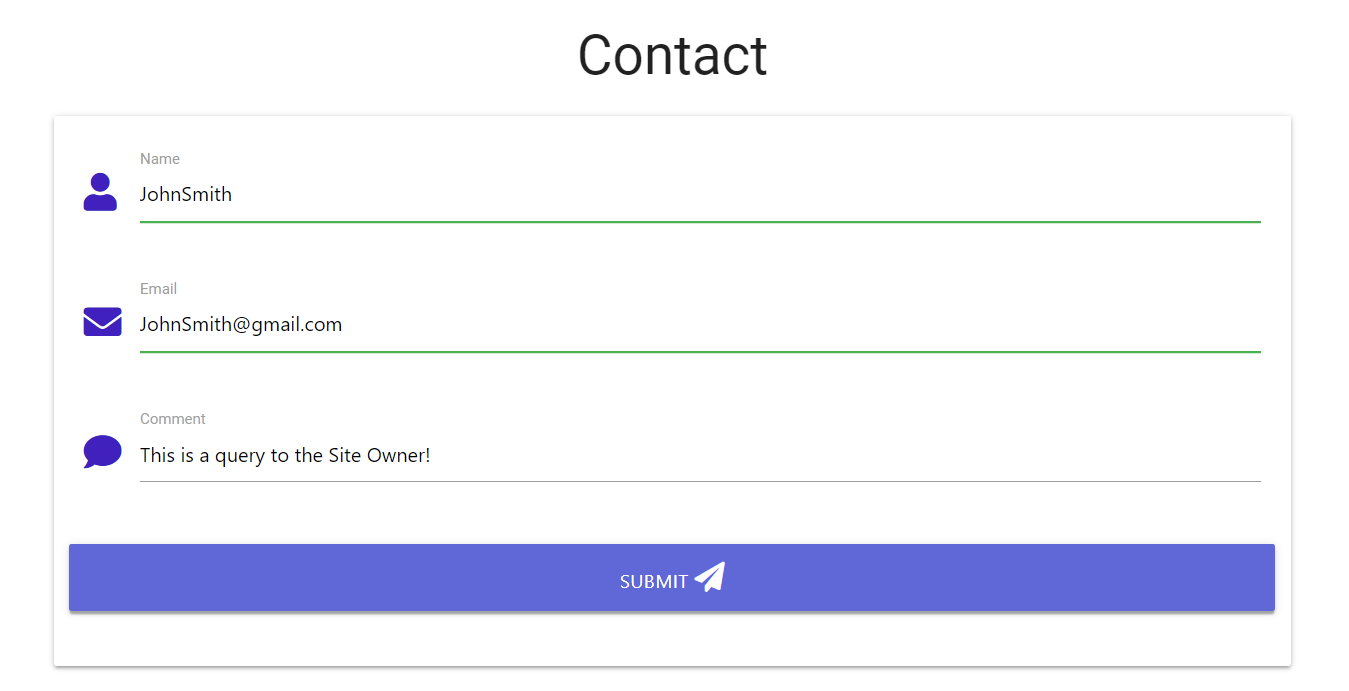 Contact
Name
JohnSmith
Email
JohnSmith@gmail.com
Comment
This is a query to the Site Owner!
SUBMIT